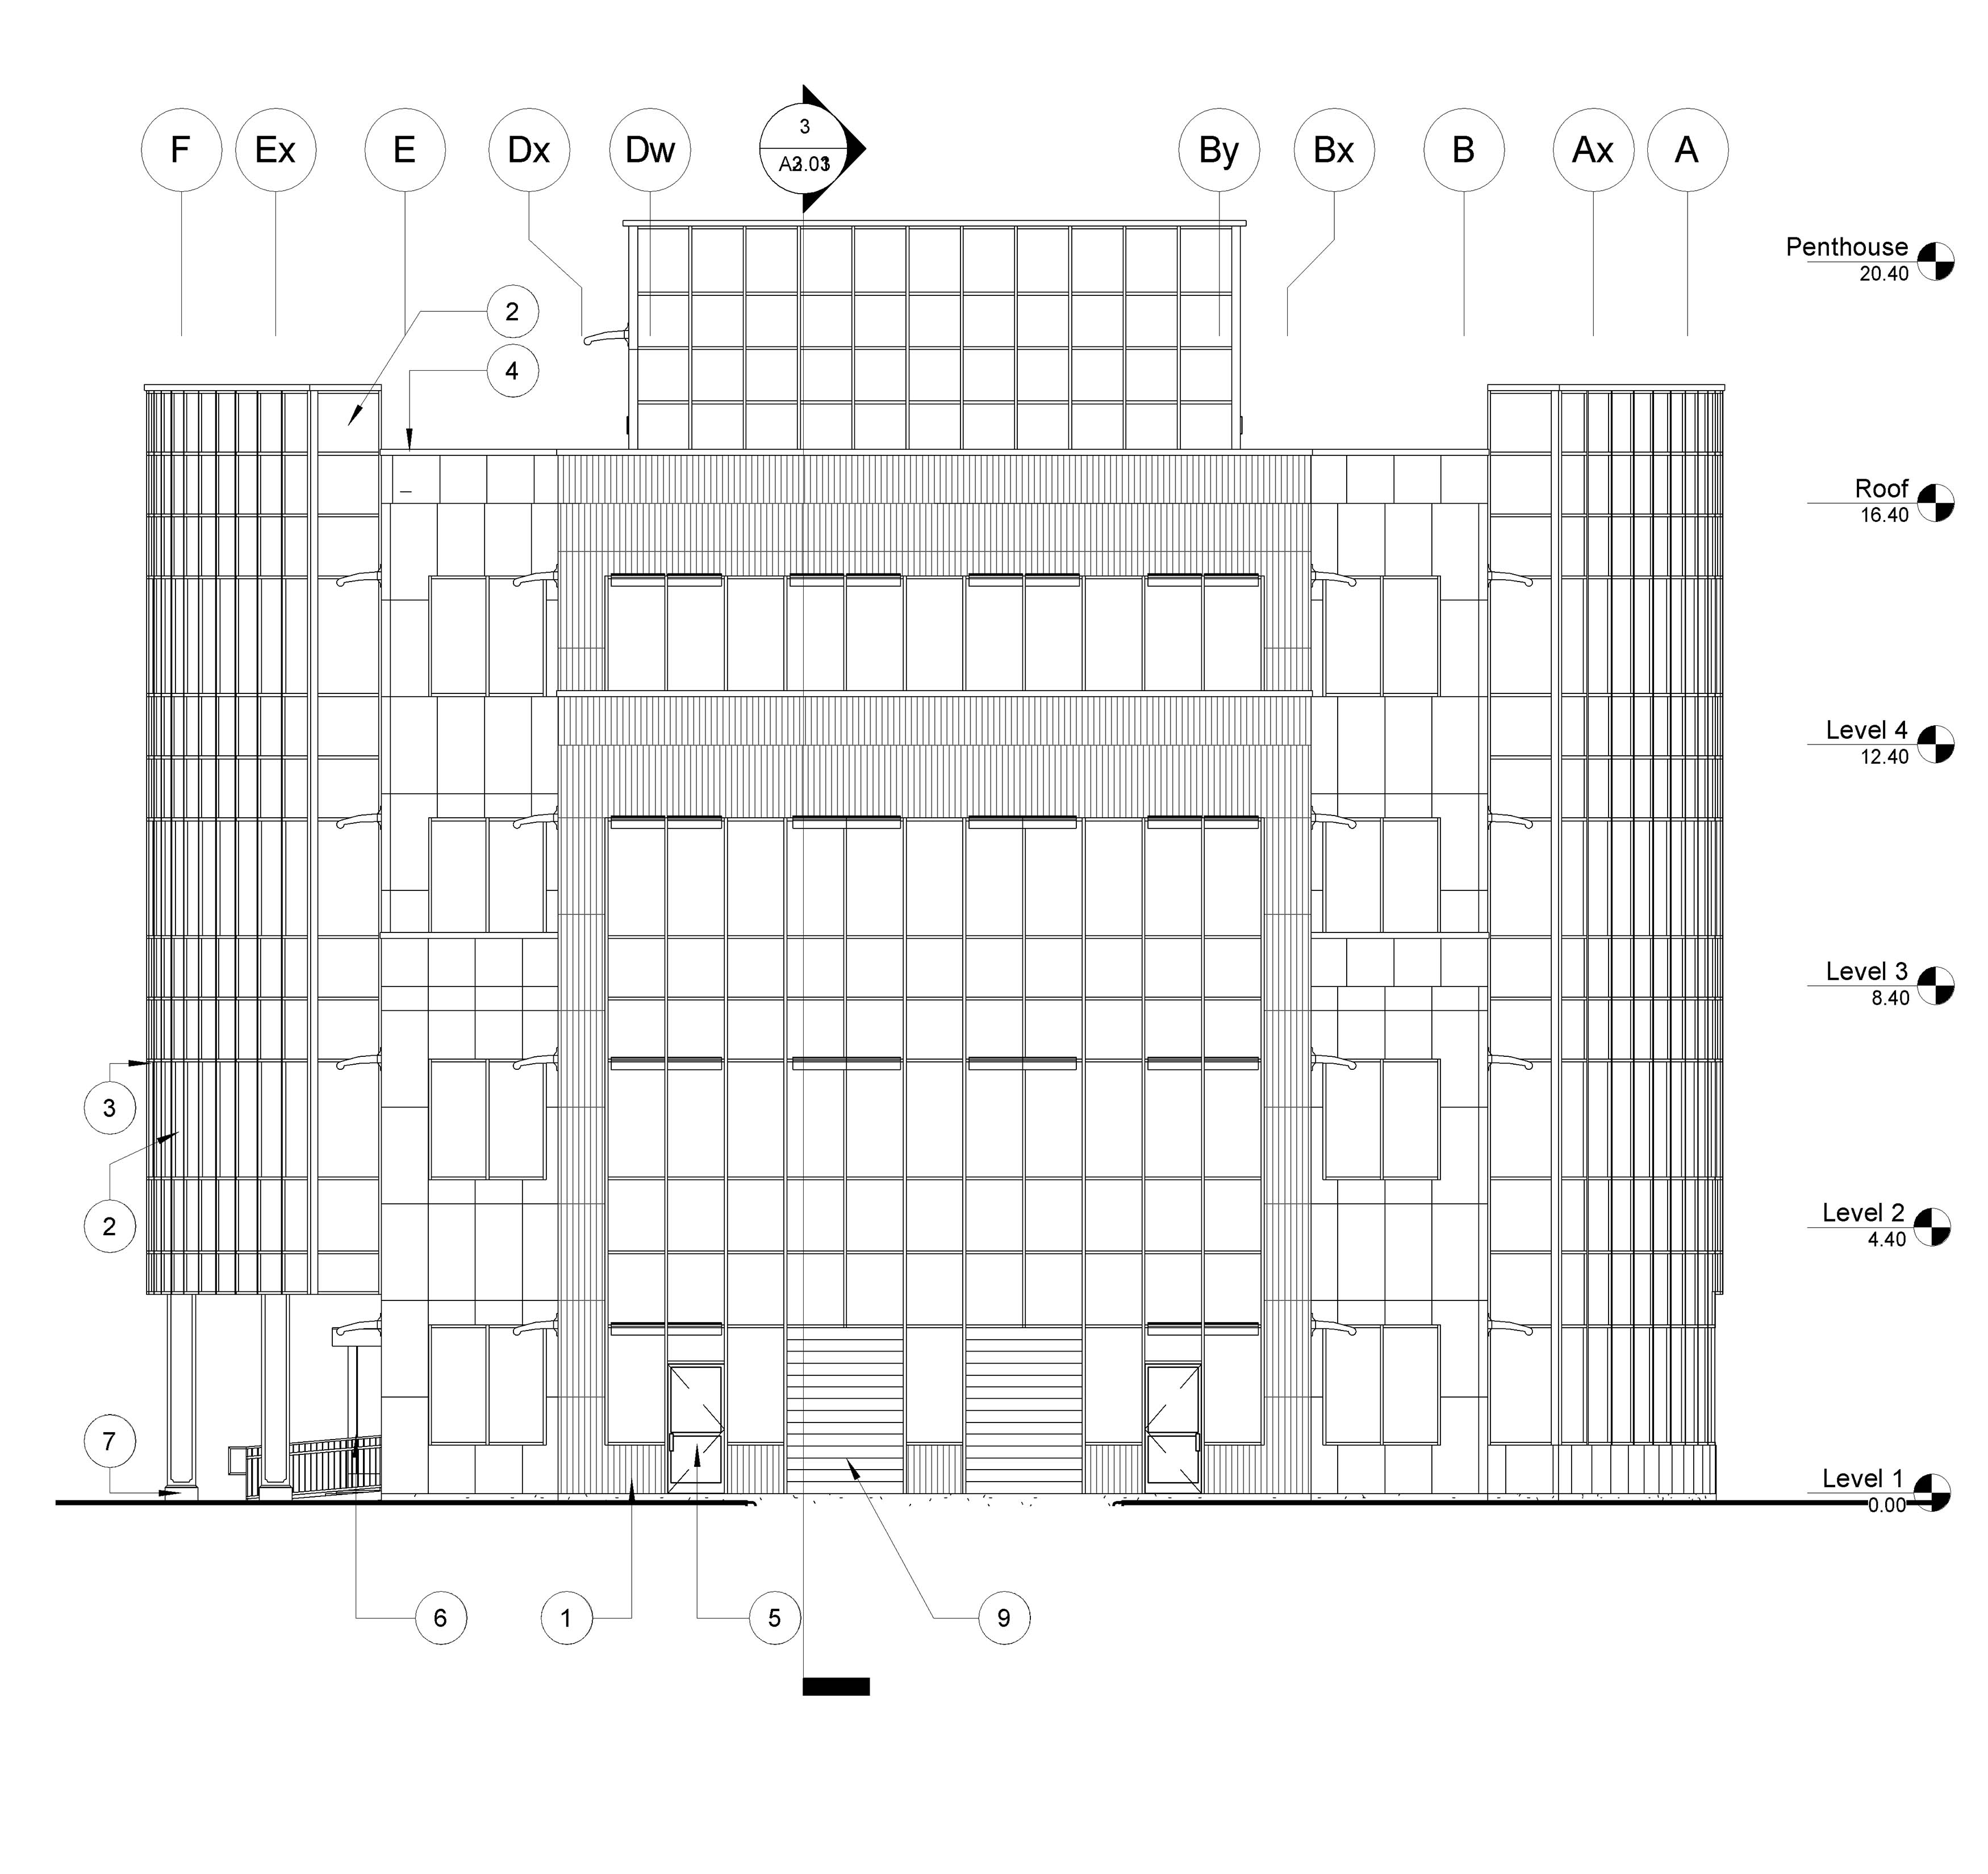 F Ex E Dx Dw 3 By Bx B Ax A
Penthouse
20.40
2
4
Roof
16.40
Level 4
12.40
Level 3
8.40
3
2
Level 2
4.40
7
Level 1
0.00
6 1 5 9